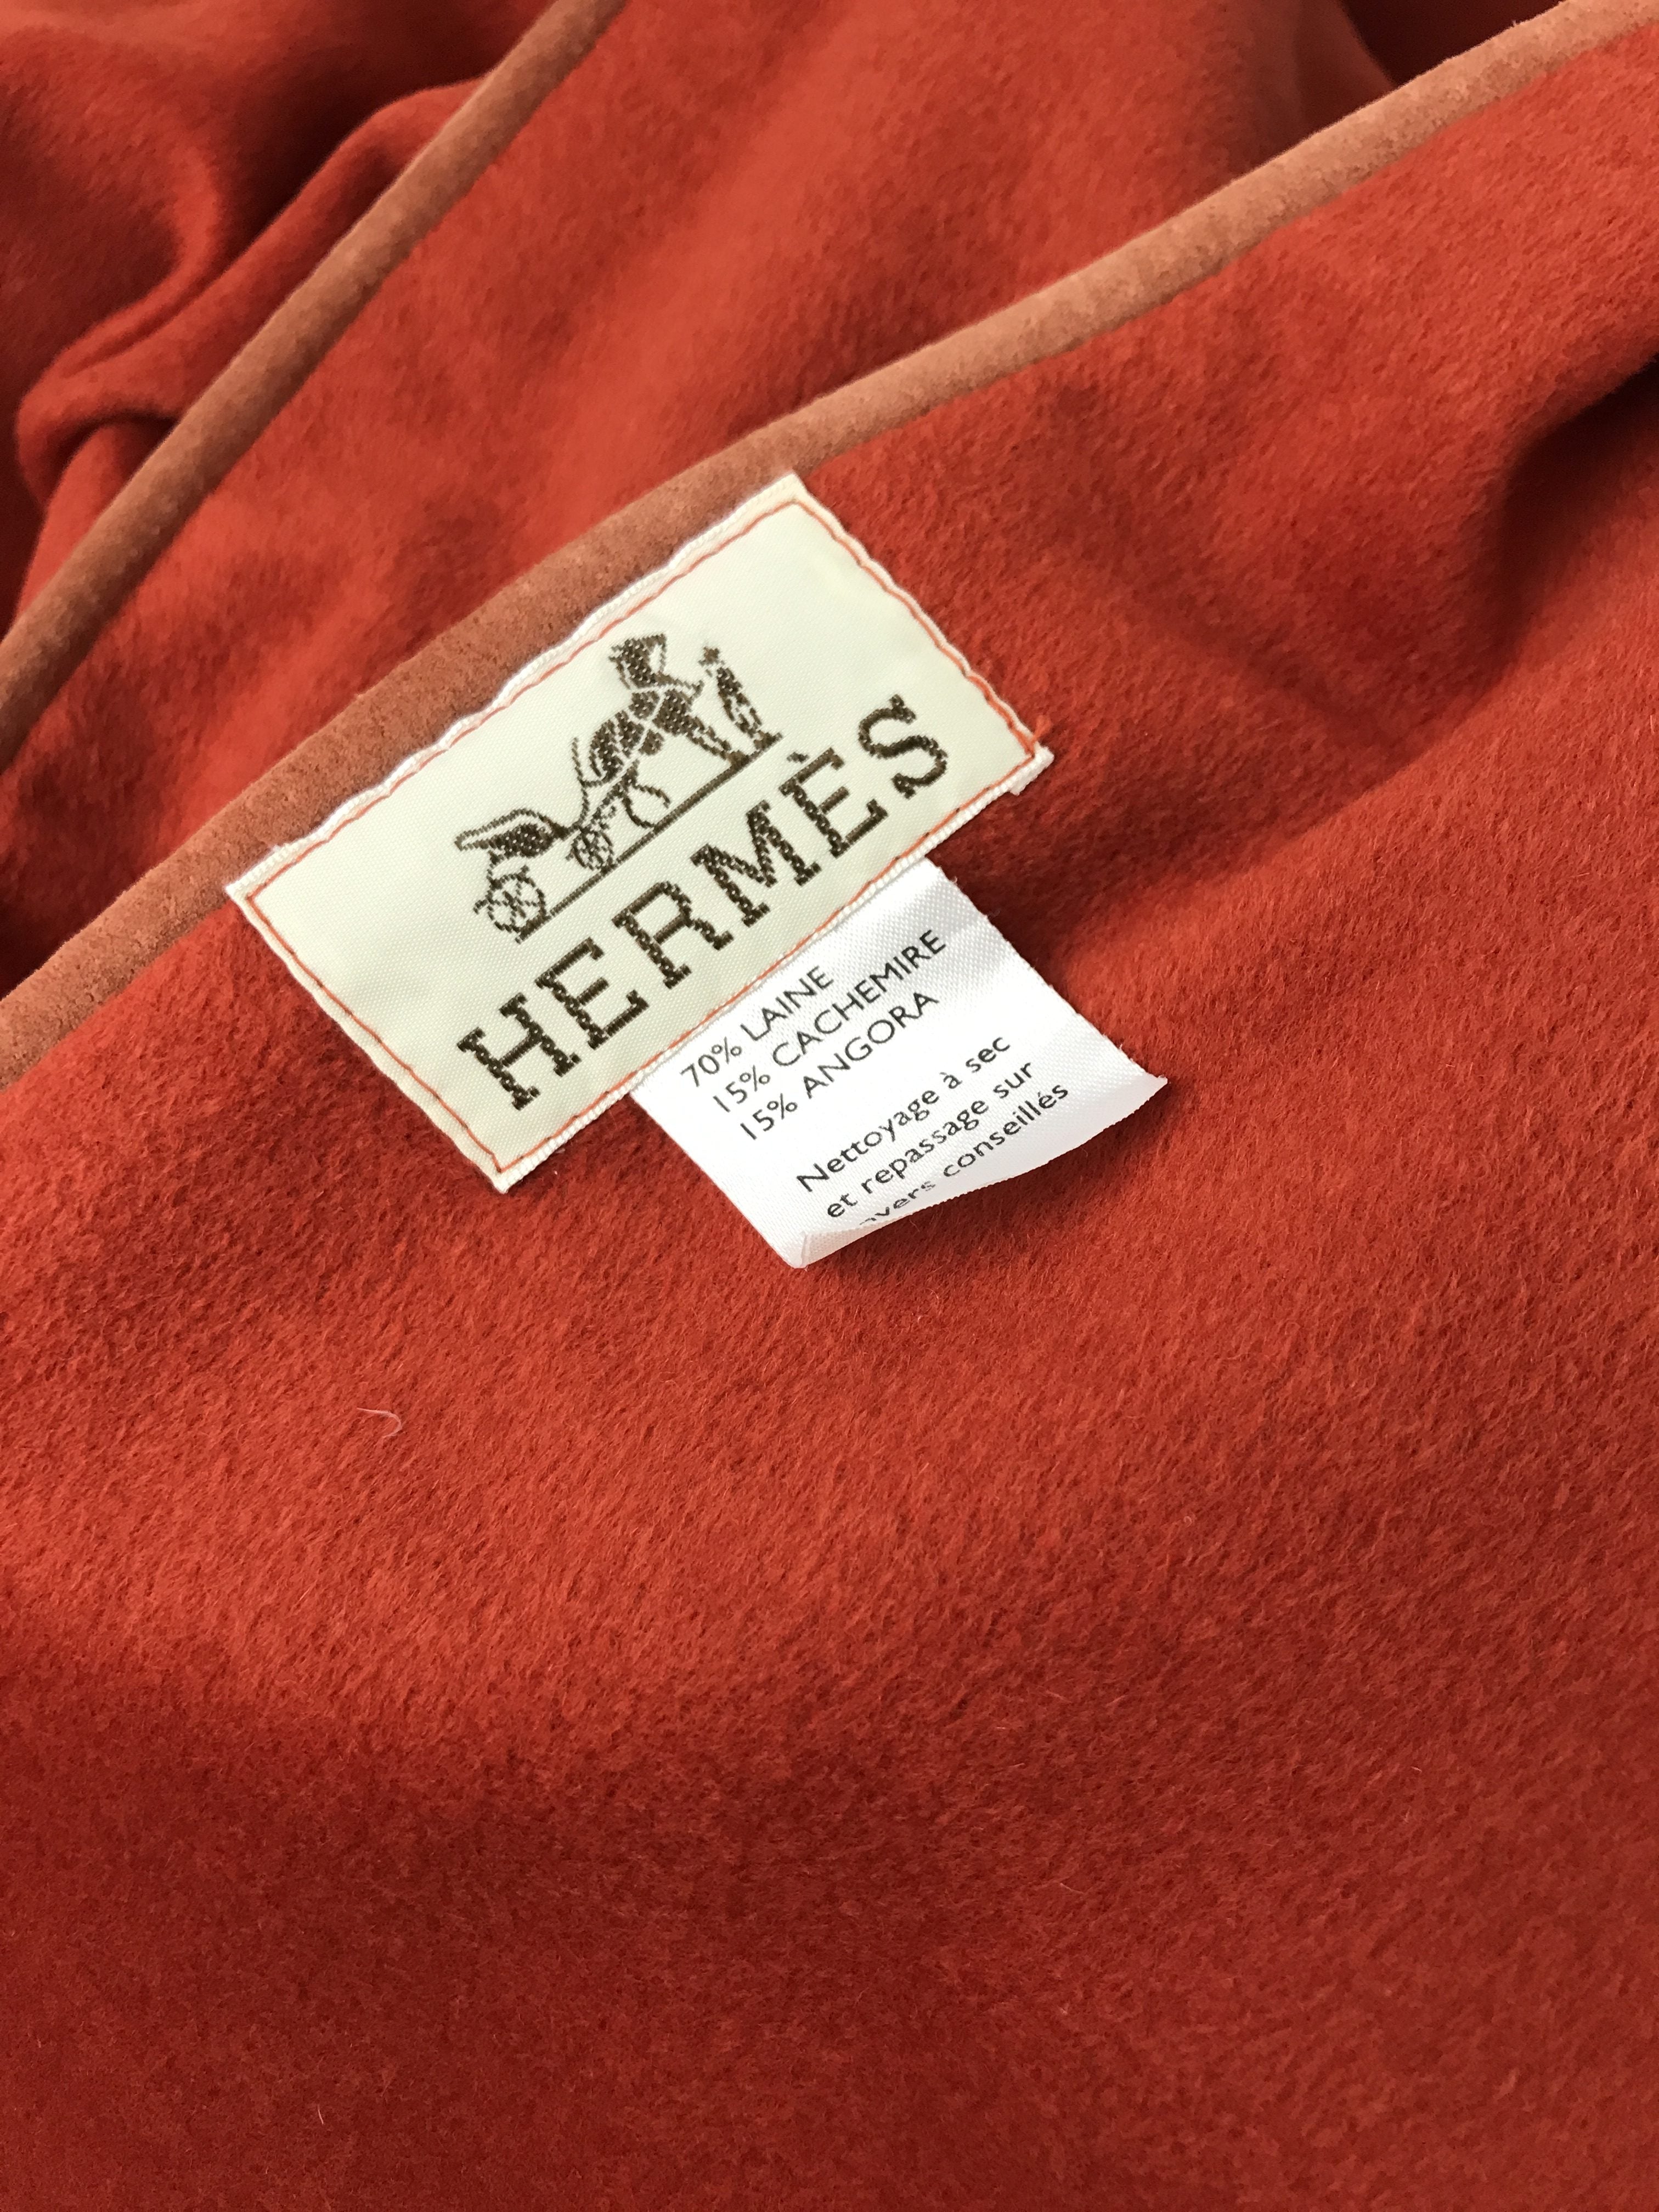 HERMÈS
70% LAINE
15% CACHEMIRE
15% ANGORA
Nettoyage à sec
et repassage sur
conseillés